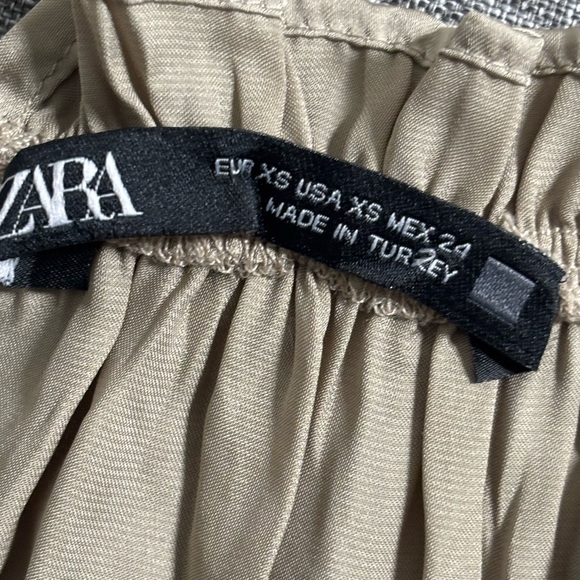 ZARA
EUR XS USA XS MEX 24
MADE IN TURKEY